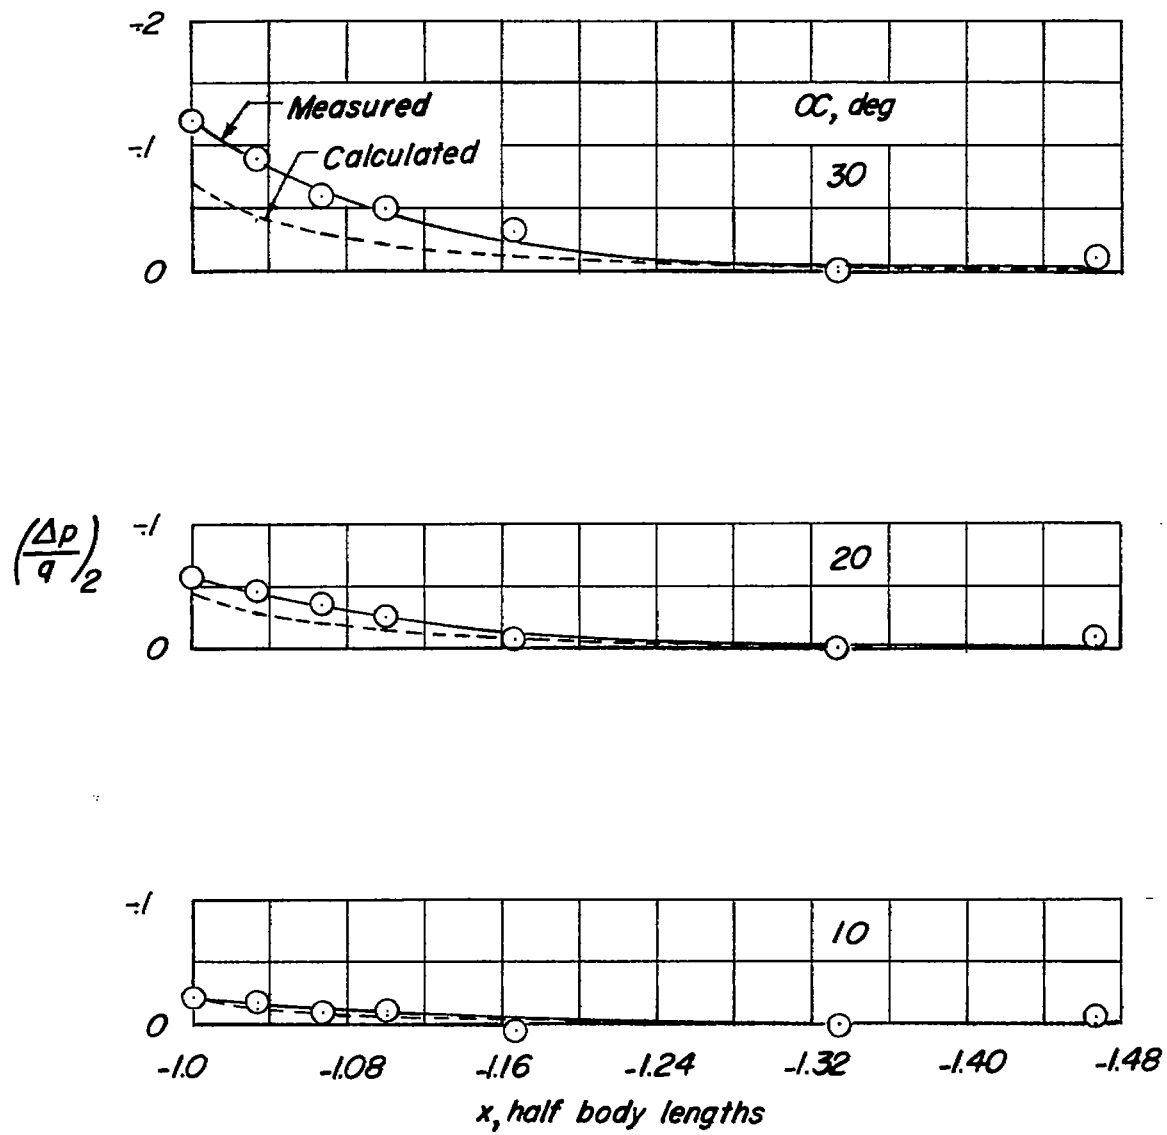 -.2
Measured
α, deg
-.1
Calculated
30
0
(Δp/q)₂
-.1
20
0
-.1
10
0
-1.0 -1.08 -1.16 -1.24 -1.32 -1.40 -1.48
x, half body lengths